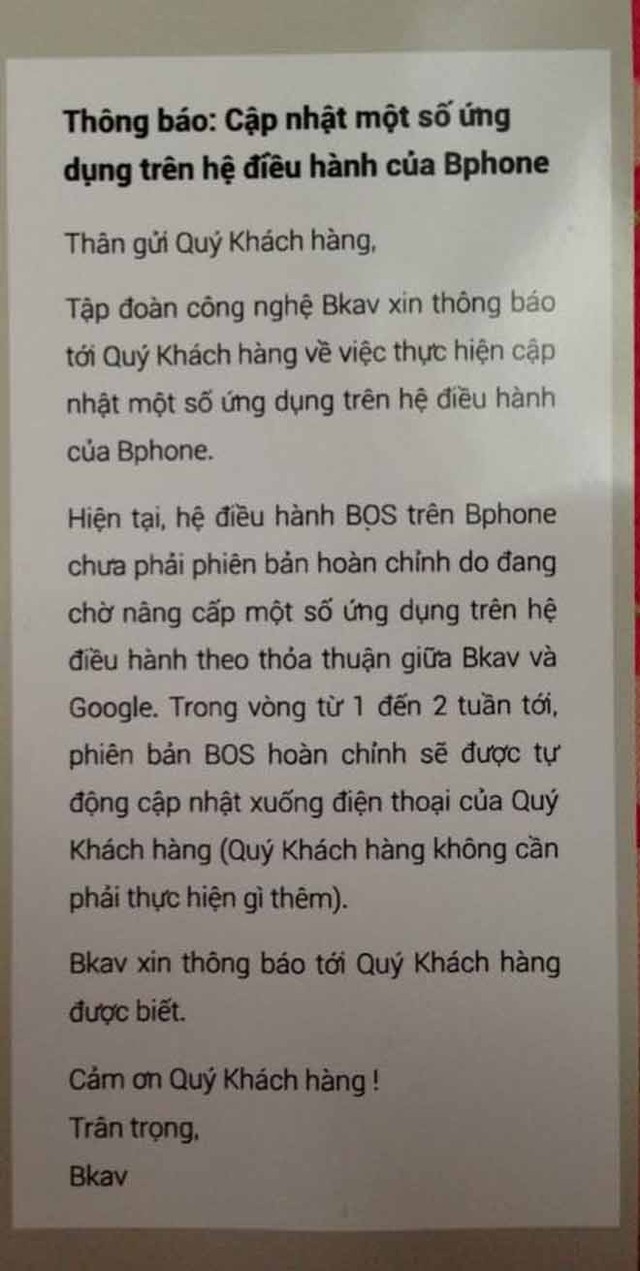 Thông báo: Cập nhật một số ứng
dụng trên hệ điều hành của Bphone
Thân gửi Quý Khách hàng,
Tập đoàn công nghệ Bkav xin thông báo
tới Quý Khách hàng về việc thực hiện cập
nhật một số ứng dụng trên hệ điều hành
của Bphone.
Hiện tại, hệ điều hành BOS trên Bphone
chưa phải phiên bản hoàn chỉnh do đang
chờ nâng cấp một số ứng dụng trên hệ
điều hành theo thỏa thuận giữa Bkav và
Google. Trong vòng từ 1 đến 2 tuần tới,
phiên bản BOS hoàn chỉnh sẽ được tự
động cập nhật xuống điện thoại của Quý
Khách hàng (Quý Khách hàng không cần
phải thực hiện gì thêm).
Bkav xin thông báo tới Quý Khách hàng
được biết.
Cảm ơn Quý Khách hàng !
Trân trọng,
Bkav